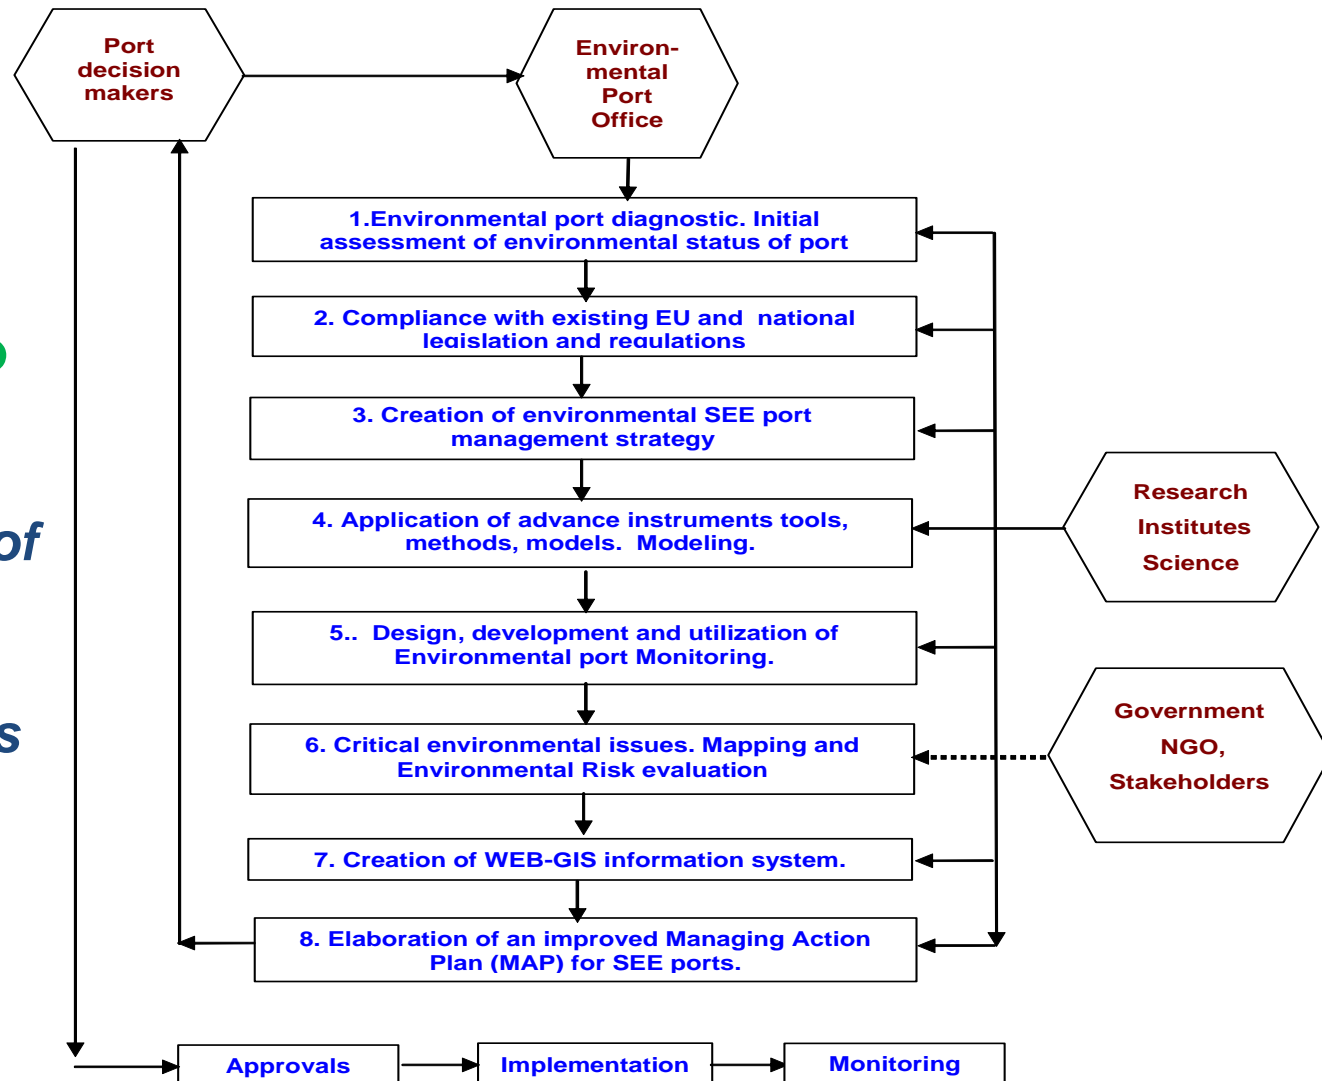 Port
decision
makers
Environ-
mental
Port
Office
1.Environmental port diagnostic. Initial
assessment of environmental status of port
2. Compliance with existing EU and national
legislation and regulations
3. Creation of environmental SEE port
management strategy
of
4. Application of advance instruments tools,
methods, models. Modeling.
Research
Institutes
Science
5.. Design, development and utilization of
Environmental port Monitoring.
s
6. Critical environmental issues. Mapping and
Environmental Risk evaluation
Government
NGO,
Stakeholders
7. Creation of WEB-GIS information system.
8. Elaboration of an improved Managing Action
Plan (MAP) for SEE ports.
Approvals
Implementation
Monitoring